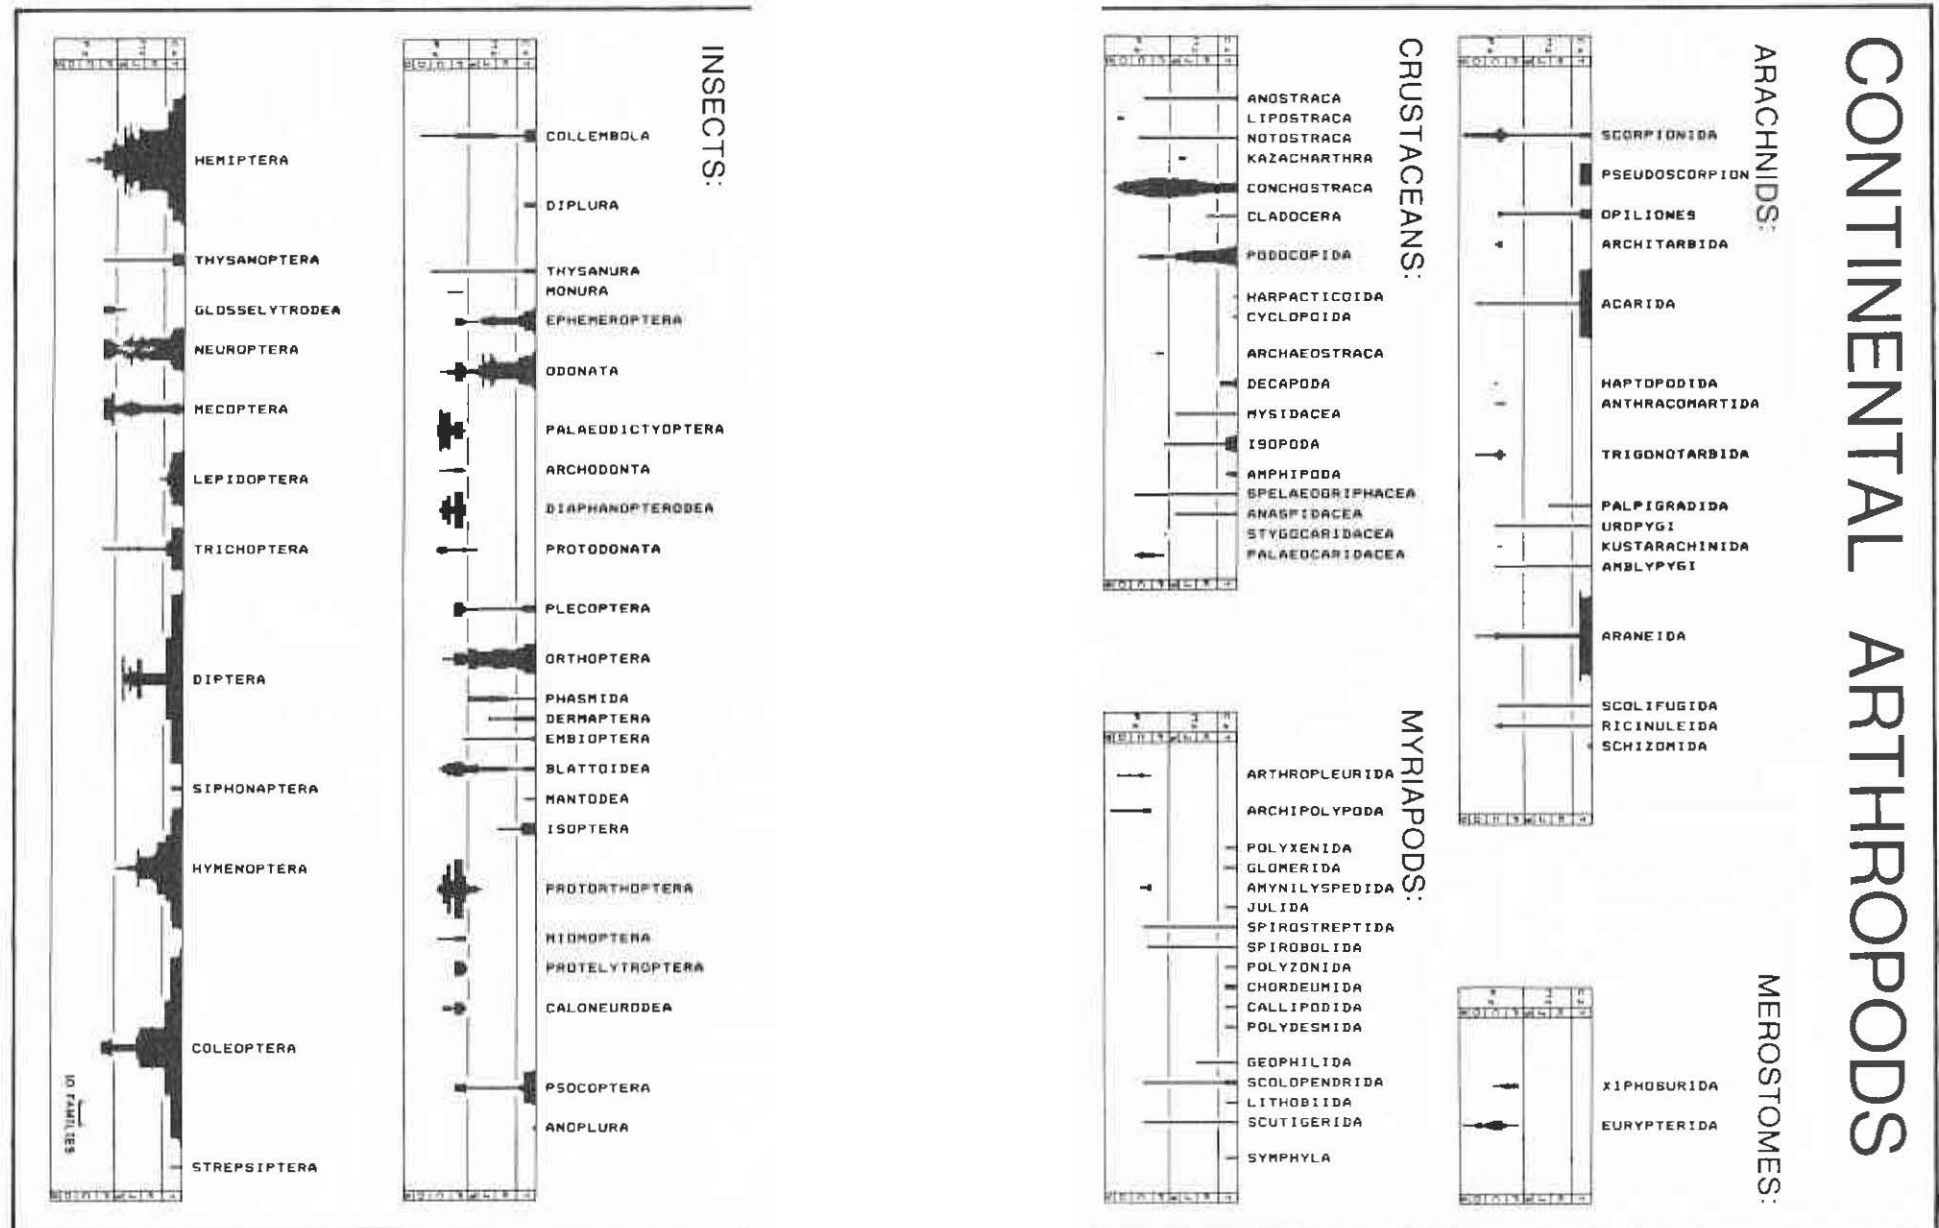 CONTINENTAL ARTHROPODS
ARACHNIDS:
SCORPIONIDA
PSEUDOSCORPION
OPILIONES
ARCHITARBIDA
ACARIDA
HAPTOPODIDA
ANTHRACOMARTIDA
TRIGONOTARBIDA
PALPIGRADIDA
UROPYGI
KUSTARACHINIDA
AMBLYPYGI
ARANEIDA
SCOLIFUGIDA
RICINULEIDA
SCHIZOMIDA
MEROSTOMES:
XIPHOSURIDA
EURYPTERIDA
CRUSTACEANS:
ANOSTRACA
LIPOSTRACA
NOTOSTRACA
KAZACHARTHRA
CONCHOSTRACA
CLADOCERA
PODOCOPIDA
HARPACTICOIDA
CYCLOPOIDA
ARCHAEOSTRACA
DECAPODA
MYSIDACEA
ISOPODA
AMPHIPODA
SPELAEOGRIPHACEA
ANASPIDACEA
STYGOCARIDACEA
PALAEOCARIDACEA
MYRIAPODS:
ARTHROPLEURIDA
ARCHIPOLYPODA
POLYXENIDA
GLOMERIDA
AMYNILYSPEDIDA
JULIDA
SPIROSTREPTIDA
SPIROBOLIDA
POLYZONIDA
CHORDEUMIDA
CALLIPODIDA
POLYDESMIDA
GEOPHILIDA
SCOLOPENDRIDA
LITHOBIIDA
SCUTIGERIDA
SYMPHYLA
INSECTS:
COLLEMBOLA
DIPLURA
THYSANURA
MONURA
EPHEMEROPTERA
ODONATA
PALAEODICTYOPTERA
ARCHODONTA
DIAPHANOPTERODEA
PROTODONATA
PLECOPTERA
ORTHOPTERA
PHASMIDA
DERMAPTERA
EMBIOPTERA
BLATTOIDEA
MANTODEA
ISOPTERA
PROTORTHOPTERA
MIOMOPTERA
PROTELYTROPTERA
CALONEURODEA
PSOCOPTERA
ANOPLURA
HEMIPTERA
THYSANOPTERA
GLOSSELYTRODEA
NEUROPTERA
MECOPTERA
LEPIDOPTERA
TRICHOPTERA
DIPTERA
SIPHONAPTERA
HYMENOPTERA
COLEOPTERA
STREPSIPTERA
10 FAMILIES